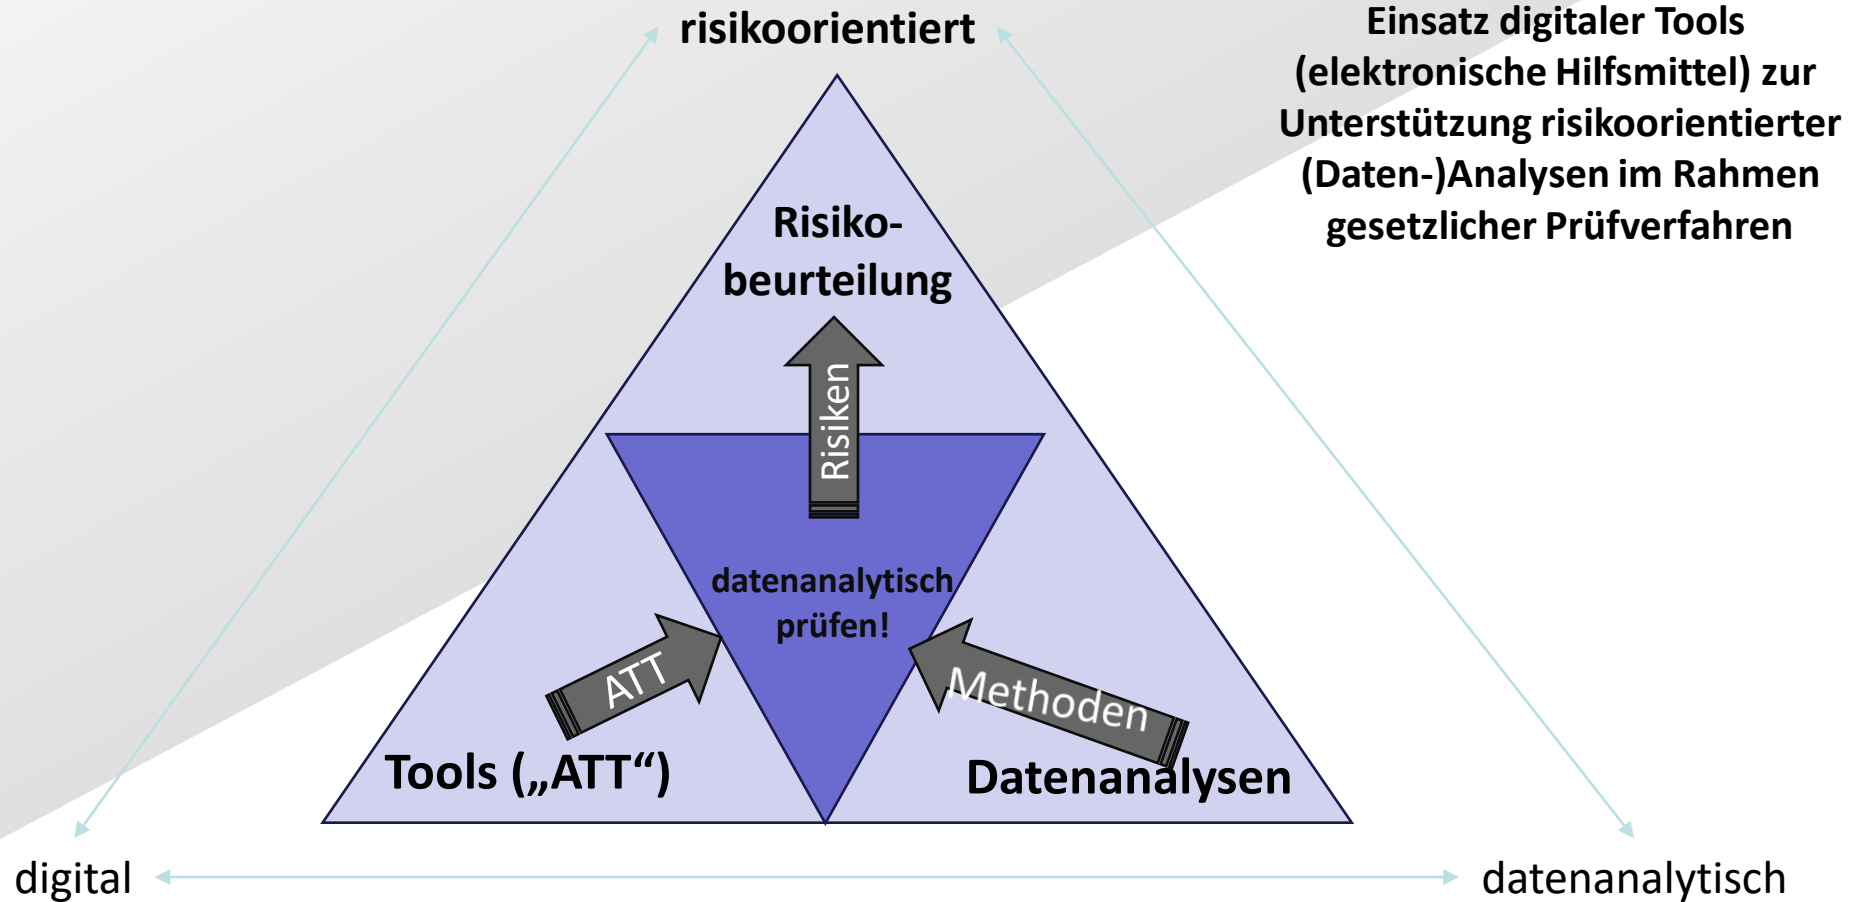 risikoorientiert
Einsatz digitaler Tools
(elektronische Hilfsmittel) zur
Unterstützung risikoorientierter
(Daten-)Analysen im Rahmen
gesetzlicher Prüfverfahren
Risiko-
beurteilung
Risiken
datenanalytisch
prüfen!
ATT
Methoden
Tools („ATT“)
Datenanalysen
digital
datenanalytisch